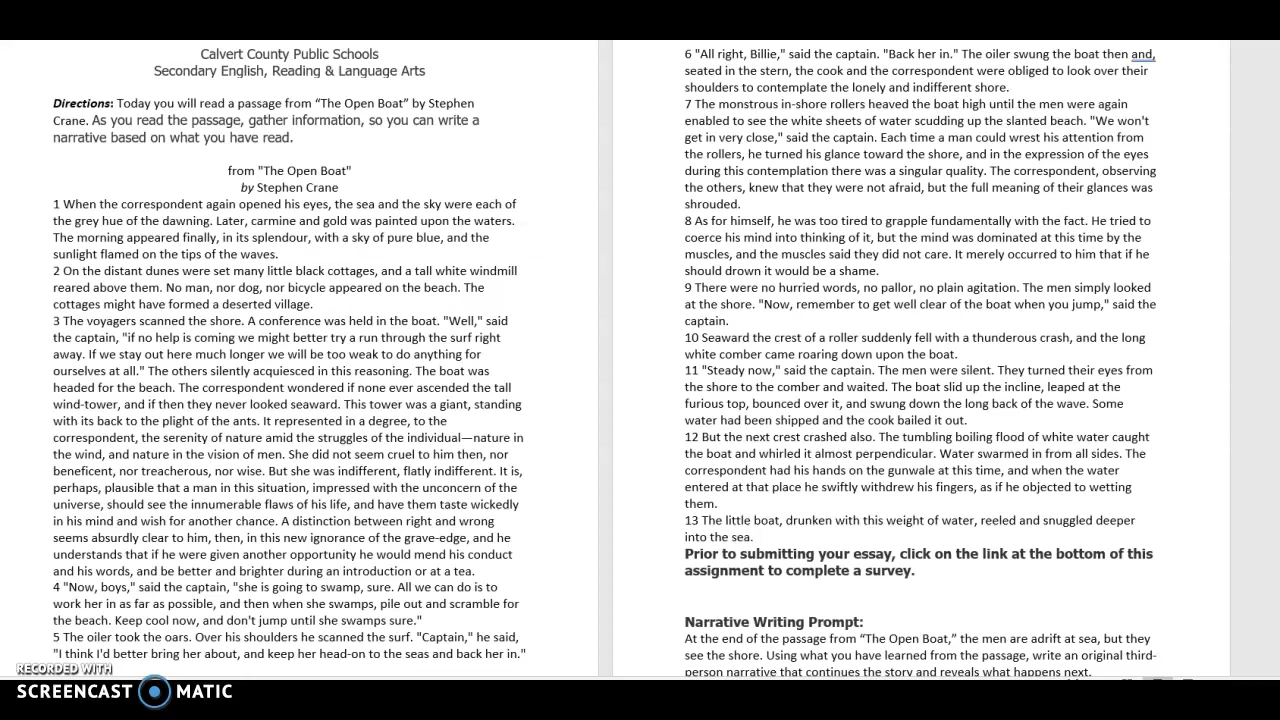 Calvert County Public Schools
Secondary English, Reading & Language Arts
Directions: Today you will read a passage from “The Open Boat” by Stephen
Crane. As you read the passage, gather information, so you can write a
narrative based on what you have read.
from "The Open Boat"
by Stephen Crane
1 When the correspondent again opened his eyes, the sea and the sky were each of
the grey hue of the dawning. Later, carmine and gold was painted upon the waters.
The morning appeared finally, in its splendour, with a sky of pure blue, and the
sunlight flamed on the tips of the waves.
2 On the distant dunes were set many little black cottages, and a tall white windmill
reared above them. No man, nor dog, nor bicycle appeared on the beach. The
cottages might have formed a deserted village.
3 The voyagers scanned the shore. A conference was held in the boat. "Well," said
the captain, "if no help is coming we might better try a run through the surf right
away. If we stay out here much longer we will be too weak to do anything for
ourselves at all." The others silently acquiesced in this reasoning. The boat was
headed for the beach. The correspondent wondered if none ever ascended the tall
wind-tower, and if then they never looked seaward. This tower was a giant, standing
with its back to the plight of the ants. It represented in a degree, to the
correspondent, the serenity of nature amid the struggles of the individual—nature in
the wind, and nature in the vision of men. She did not seem cruel to him then, nor
beneficent, nor treacherous, nor wise. But she was indifferent, flatly indifferent. It is,
perhaps, plausible that a man in this situation, impressed with the unconcern of the
universe, should see the innumerable flaws of his life, and have them taste wickedly
in his mind and wish for another chance. A distinction between right and wrong
seems absurdly clear to him, then, in this new ignorance of the grave-edge, and he
understands that if he were given another opportunity he would mend his conduct
and his words, and be better and brighter during an introduction or at a tea.
4 "Now, boys," said the captain, "she is going to swamp, sure. All we can do is to
work her in as far as possible, and then when she swamps, pile out and scramble for
the beach. Keep cool now, and don't jump until she swamps sure."
5 The oiler took the oars. Over his shoulders he scanned the surf. "Captain," he said,
"I think I'd better bring her about, and keep her head-on to the seas and back her in."
6 "All right, Billie," said the captain. "Back her in." The oiler swung the boat then and,
seated in the stern, the cook and the correspondent were obliged to look over their
shoulders to contemplate the lonely and indifferent shore.
7 The monstrous in-shore rollers heaved the boat high until the men were again
enabled to see the white sheets of water scudding up the slanted beach. "We won't
get in very close," said the captain. Each time a man could wrest his attention from
the rollers, he turned his glance toward the shore, and in the expression of the eyes
during this contemplation there was a singular quality. The correspondent, observing
the others, knew that they were not afraid, but the full meaning of their glances was
shrouded.
8 As for himself, he was too tired to grapple fundamentally with the fact. He tried to
coerce his mind into thinking of it, but the mind was dominated at this time by the
muscles, and the muscles said they did not care. It merely occurred to him that if he
should drown it would be a shame.
9 There were no hurried words, no pallor, no plain agitation. The men simply looked
at the shore. "Now, remember to get well clear of the boat when you jump," said the
captain.
10 Seaward the crest of a roller suddenly fell with a thunderous crash, and the long
white comber came roaring down upon the boat.
11 "Steady now," said the captain. The men were silent. They turned their eyes from
the shore to the comber and waited. The boat slid up the incline, leaped at the
furious top, bounced over it, and swung down the long back of the wave. Some
water had been shipped and the cook bailed it out.
12 But the next crest crashed also. The tumbling boiling flood of white water caught
the boat and whirled it almost perpendicular. Water swarmed in from all sides. The
correspondent had his hands on the gunwale at this time, and when the water
entered at that place he swiftly withdrew his fingers, as if he objected to wetting
them.
13 The little boat, drunken with this weight of water, reeled and snuggled deeper
into the sea.
Prior to submitting your essay, click on the link at the bottom of this
assignment to complete a survey.
Narrative Writing Prompt:
At the end of the passage from “The Open Boat,” the men are adrift at sea, but they
see the shore. Using what you have learned from the passage, write an original third-
person narrative that continues the story and reveals what happens next.
RECORDED WITH
SCREENCAST MATIC